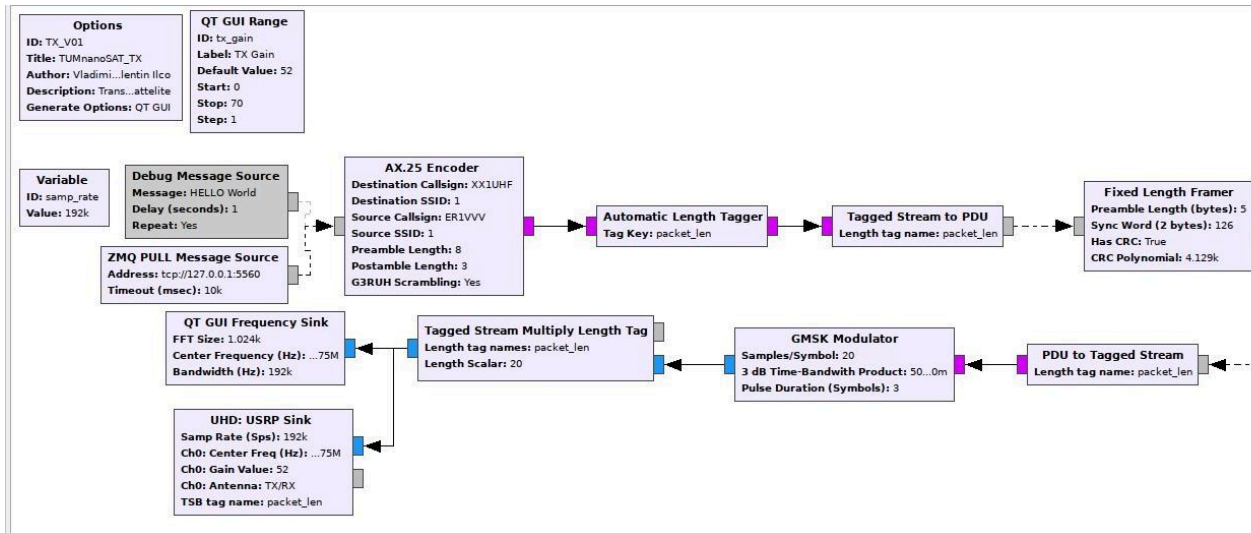 Options
ID: TX_V01
Title: TUMnanoSAT_TX
Author: Vladimi...lentin Ilco
Description: Trans...attelite
Generate Options: QT GUI
QT GUI Range
ID: tx_gain
Label: TX Gain
Default Value: 52
Start: 0
Stop: 70
Step: 1
Variable
ID: samp_rate
Value: 192k
Debug Message Source
Message: HELLO World
Delay (seconds): 1
Repeat: Yes
ZMQ PULL Message Source
Address: tcp://127.0.0.1:5560
Timeout (msec): 10k
AX.25 Encoder
Destination Callsign: XX1UHF
Destination SSID: 1
Source Callsign: ER1VVV
Source SSID: 1
Preamble Length: 8
Postamble Length: 3
G3RUH Scrambling: Yes
Automatic Length Tagger
Tag Key: packet_len
Tagged Stream to PDU
Length tag name: packet_len
Fixed Length Framer
Preamble Length (bytes): 5
Sync Word (2 bytes): 126
Has CRC: True
CRC Polynomial: 4.129k
QT GUI Frequency Sink
FFT Size: 1.024k
Center Frequency (Hz): ...75M
Bandwidth (Hz): 192k
Tagged Stream Multiply Length Tag
Length tag names: packet_len
Length Scalar: 20
GMSK Modulator
Samples/Symbol: 20
3 dB Time-Bandwith Product: 50...0m
Pulse Duration (Symbols): 3
PDU to Tagged Stream
Length tag name: packet_len
UHD: USRP Sink
Samp Rate (Sps): 192k
Ch0: Center Freq (Hz): ...75M
Ch0: Gain Value: 52
Ch0: Antenna: TX/RX
TSB tag name: packet_len